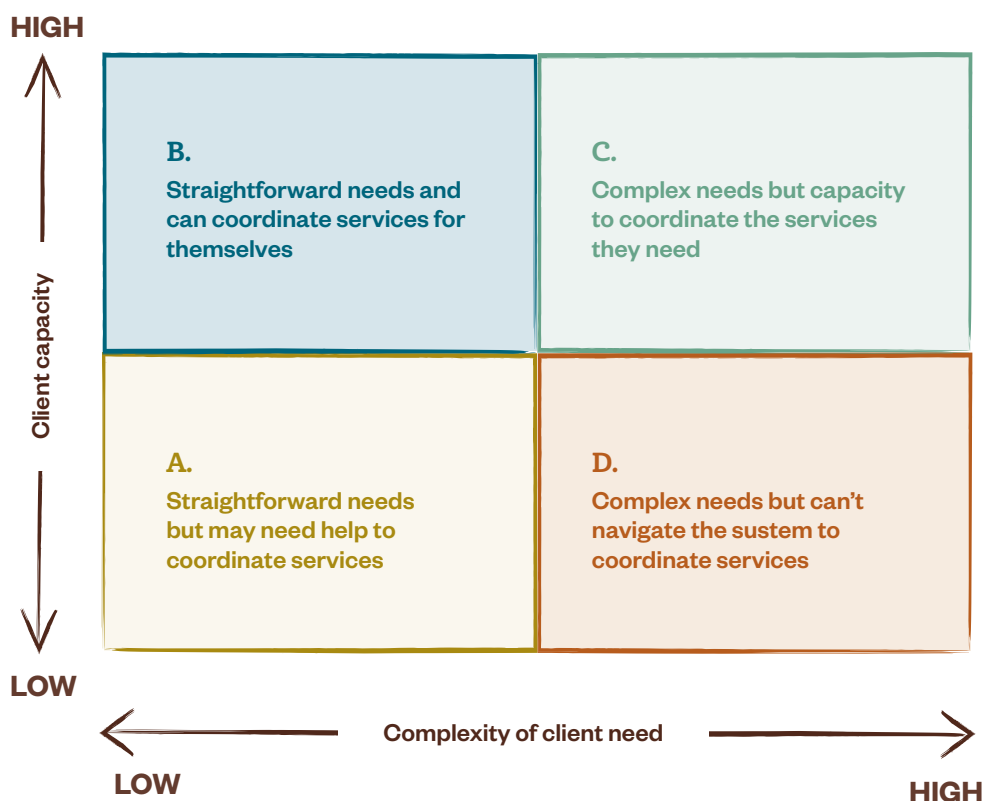 HIGH
B.
Straightforward needs and
can coordinate services for
themselves
C.
Complex needs but capacity
to coordinate the services
they need
Client capacity
A.
Straightforward needs
but may need help to
coordinate services
D.
Complex needs but can’t
navigate the sustem to
coordinate services
LOW
Complexity of client need
LOW
HIGH